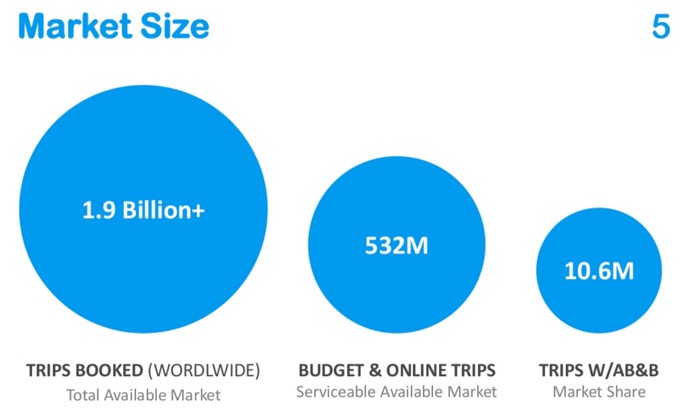 Market Size
5
1.9 Billion+
532M
10.6M
TRIPS BOOKED (WORDLWIDE)
Total Available Market
BUDGET & ONLINE TRIPS
Serviceable Available Market
TRIPS W/AB&B
Market Share